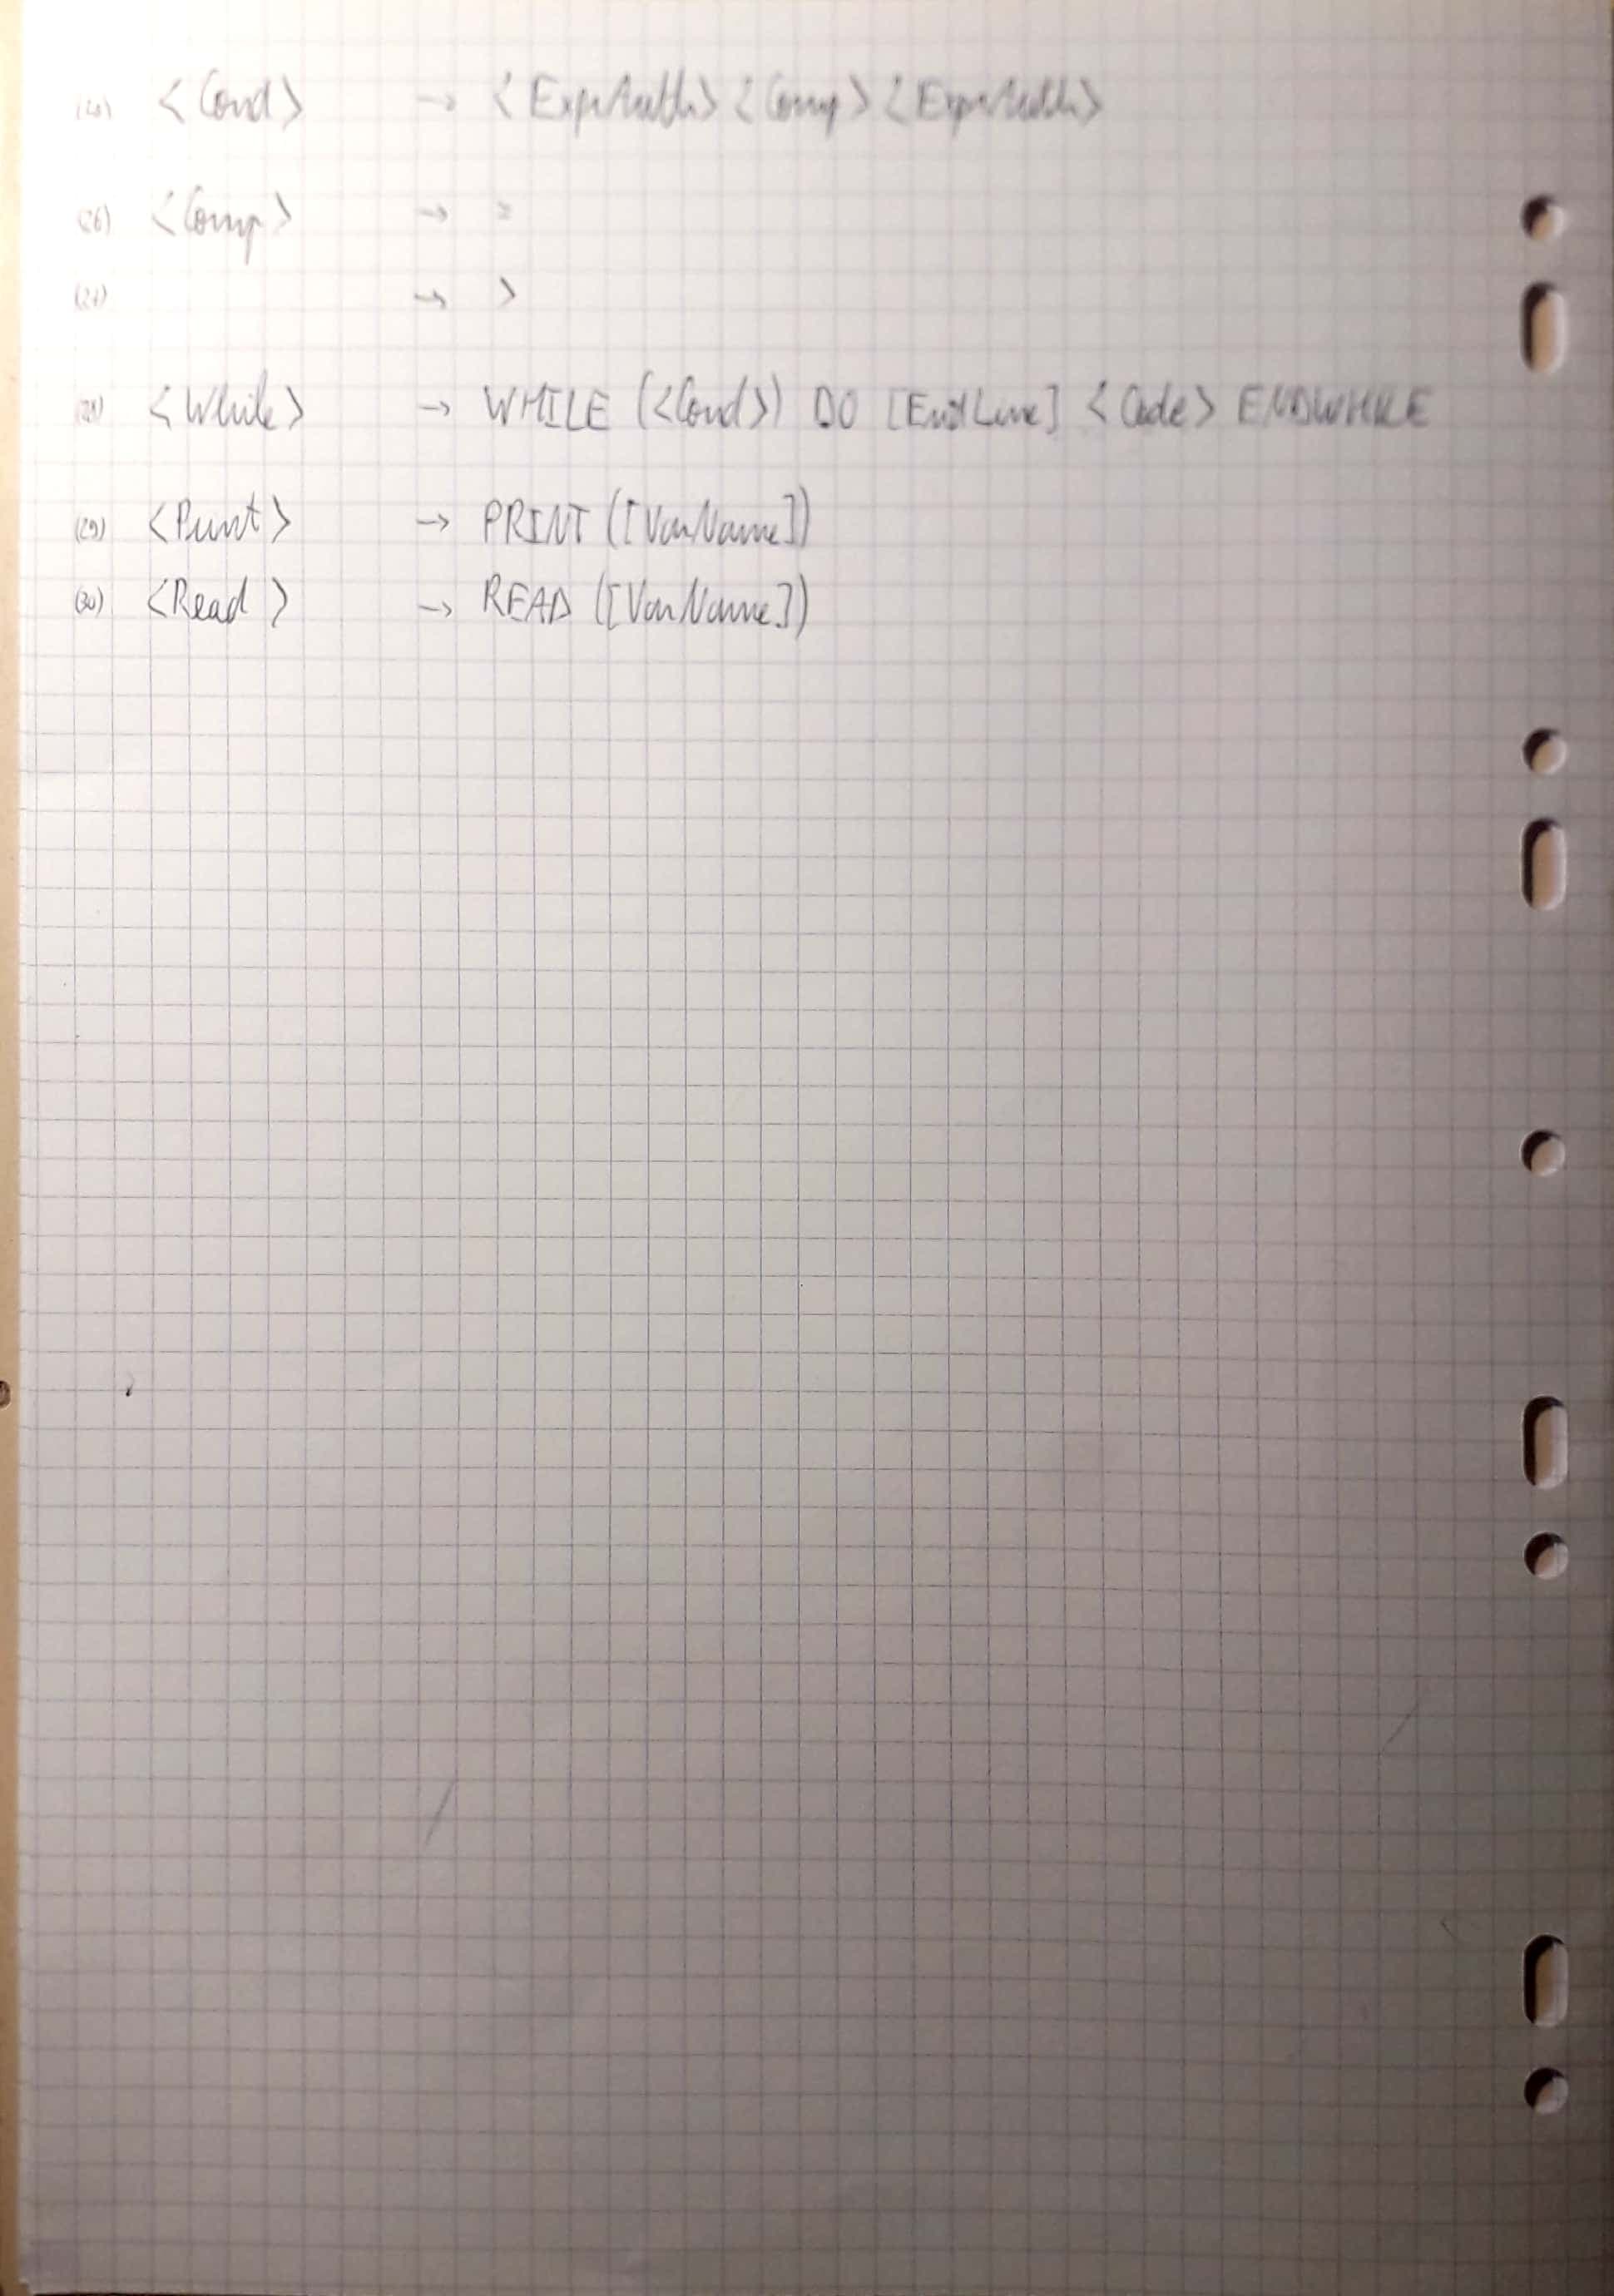 <Cond> → <ExprArith> <Comp> <ExprArith>
(26) <Comp> → =
(27) → >
(28) <While> → WHILE (<Cond>) DO [EndLine] <Code> ENDWHILE
(29) <Print> → PRINT ([VarName])
(30) <Read> → READ ([VarName])